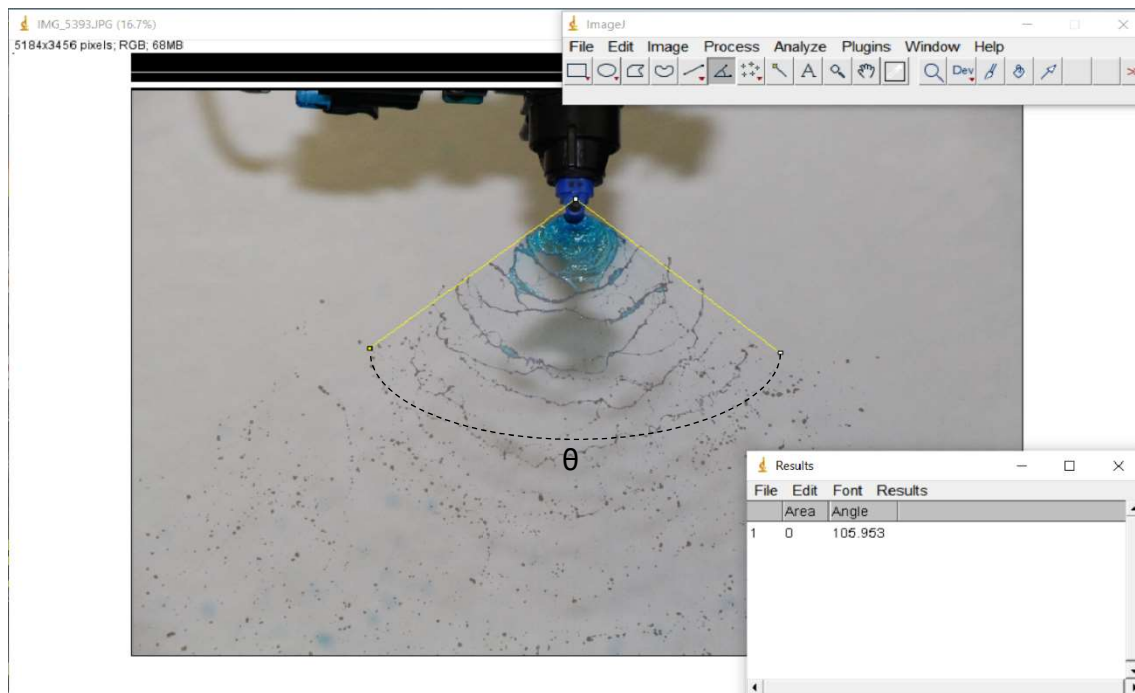 IMG_5393.JPG (16.7%)
5184x3456 pixels; RGB; 68MB
ImageJ
File Edit Image Process Analyze Plugins Window Help
A Dev
θ
Results
File Edit Font Results
Area Angle
1 0 105.953